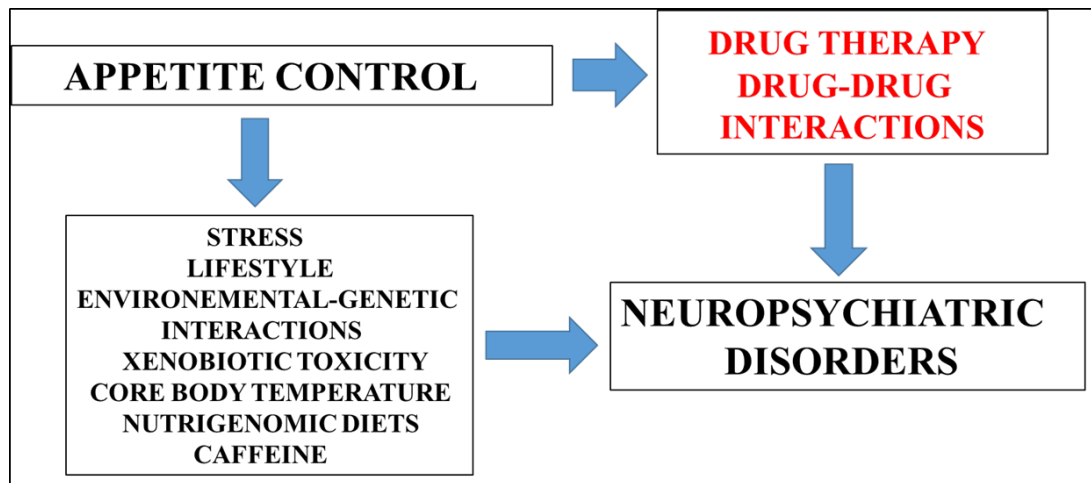 APPETITE CONTROL
DRUG THERAPY
DRUG-DRUG
INTERACTIONS
STRESS
LIFESTYLE
ENVIRONEMENTAL-GENETIC
INTERACTIONS
XENOBIOTIC TOXICITY
CORE BODY TEMPERATURE
NUTRIGENOMIC DIETS
CAFFEINE
NEUROPSYCHIATRIC
DISORDERS